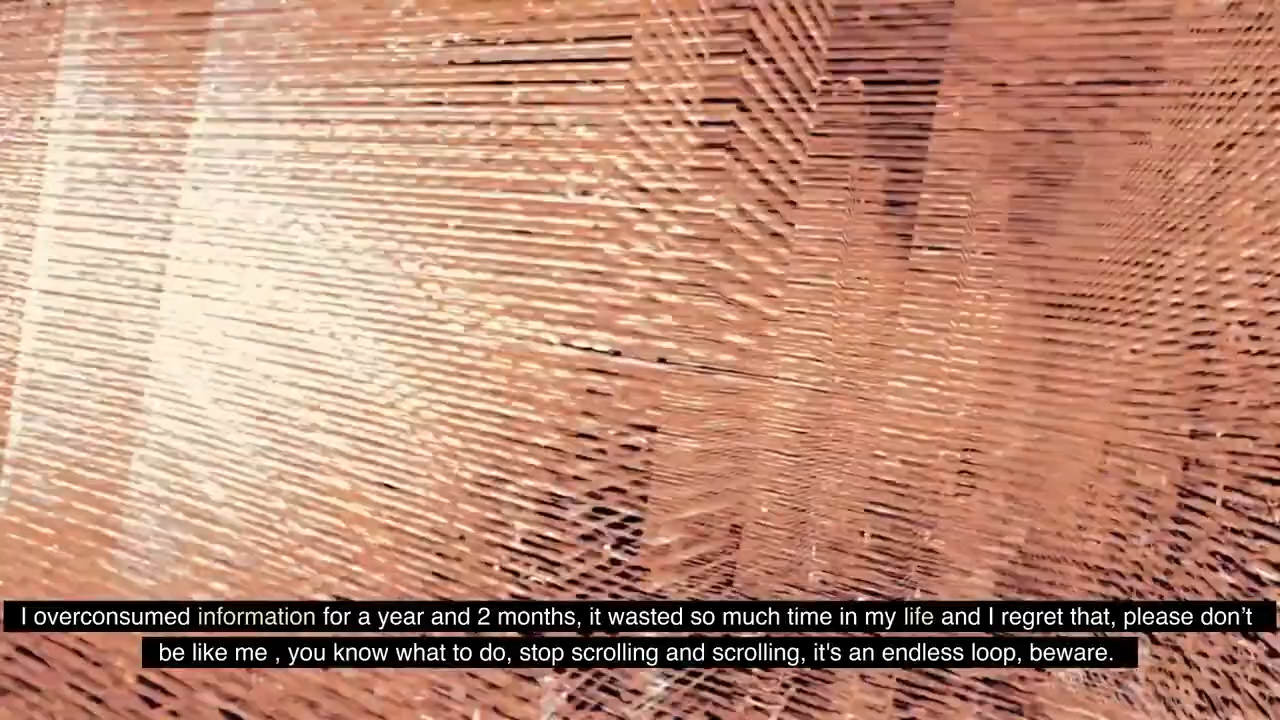 I overconsumed information for a year and 2 months, it wasted so much time in my life and I regret that, please don’t
be like me , you know what to do, stop scrolling and scrolling, it's an endless loop, beware.